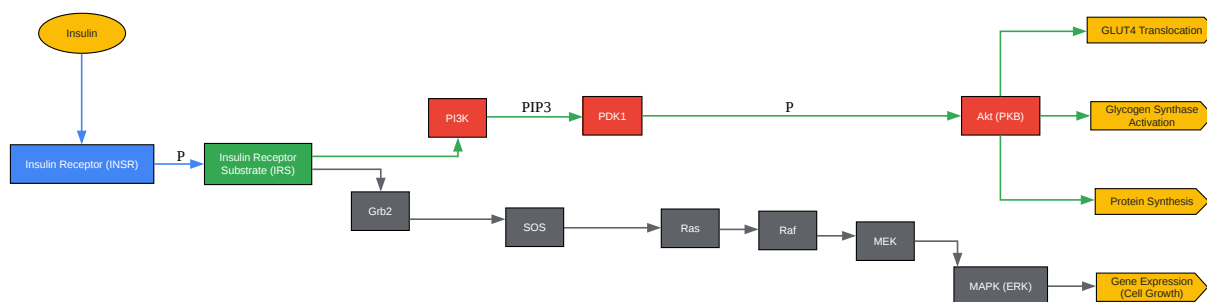 Insulin
GLUT4 Translocation
PI3K
PIP3
PDK1
P
Akt (PKB)
Glycogen Synthase
Activation
Insulin Receptor (INSR)
P
Insulin Receptor
Substrate (IRS)
Grb2
SOS
Ras
Raf
MEK
Protein Synthesis
MAPK (ERK)
Gene Expression
(Cell Growth)